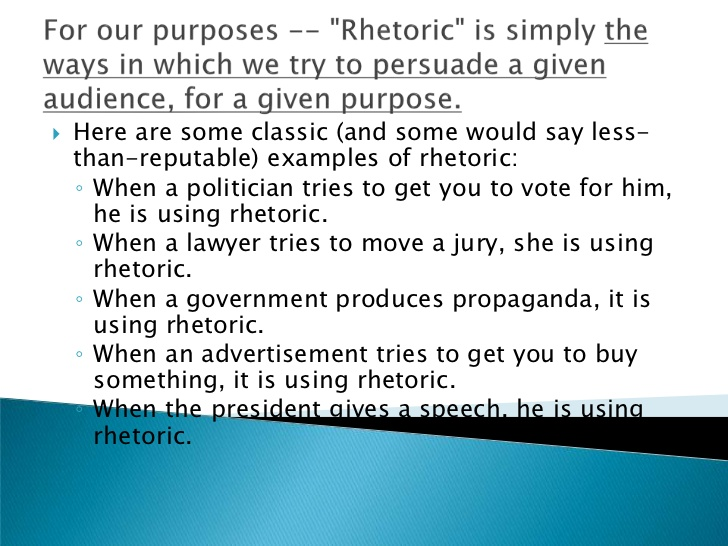 For our purposes -- "Rhetoric" is simply the
ways in which we try to persuade a given
audience, for a given purpose.
Here are some classic (and some would say less-
than-reputable) examples of rhetoric:
When a politician tries to get you to vote for him,
he is using rhetoric.
When a lawyer tries to move a jury, she is using
rhetoric.
When a government produces propaganda, it is
using rhetoric.
When an advertisement tries to get you to buy
something, it is using rhetoric.
When the president gives a speech, he is using
rhetoric.